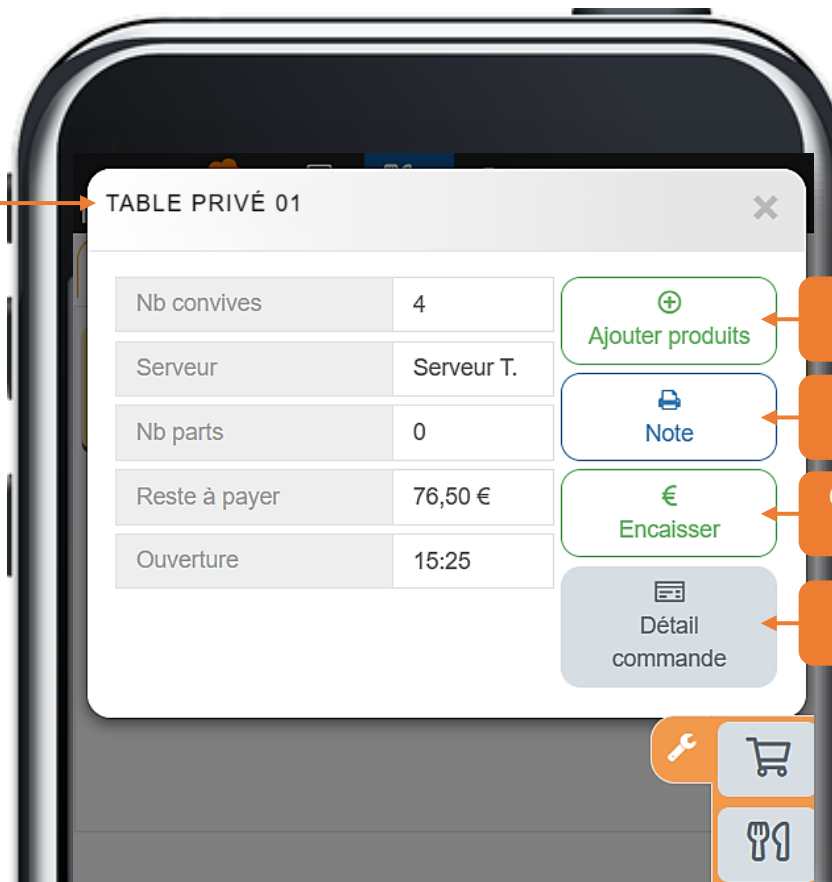 TABLE PRIVÉ 01
Nb convives 4
Serveur Serveur T.
Nb parts 0
Reste à payer 76,50 €
Ouverture 15:25
Ajouter produits
Note
€
Encaisser
Détail
commande